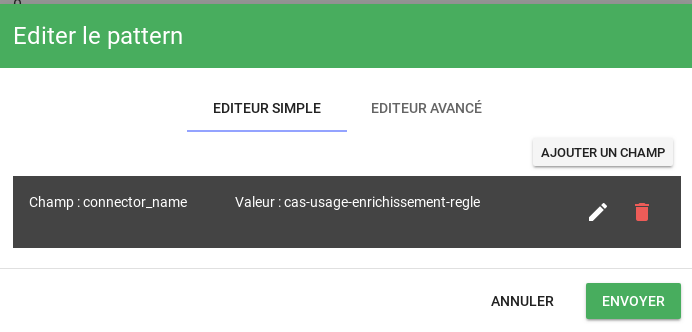 Editer le pattern
EDITEUR SIMPLE EDITEUR AVANCÉ
AJOUTER UN CHAMP
Champ : connector_name Valeur : cas-usage-enrichissement-regle
ANNULER ENVOYER